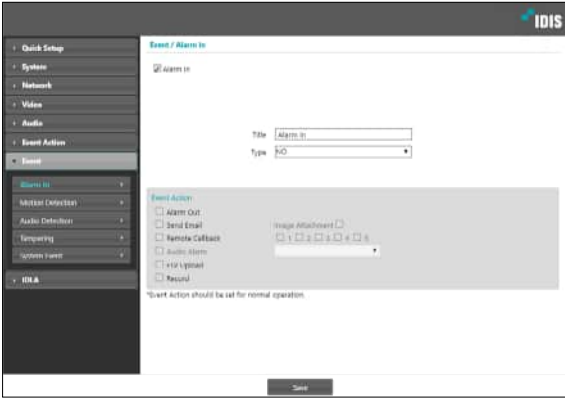 IDIS
Quick Setup
System
Network
Video
Audio
Event Action
Event
Alarm In
Motion Detection
Audio Detection
Tampering
System Event
IDLA
Event / Alarm In
Alarm In
Title Alarm In
Type NO
Event Action
Alarm Out
Send Email Image Attachment
Remote Callback 1 2 3 4 5
Audio Alarm
FTP Upload
Record
*Event Action should be set for normal operation.
Save